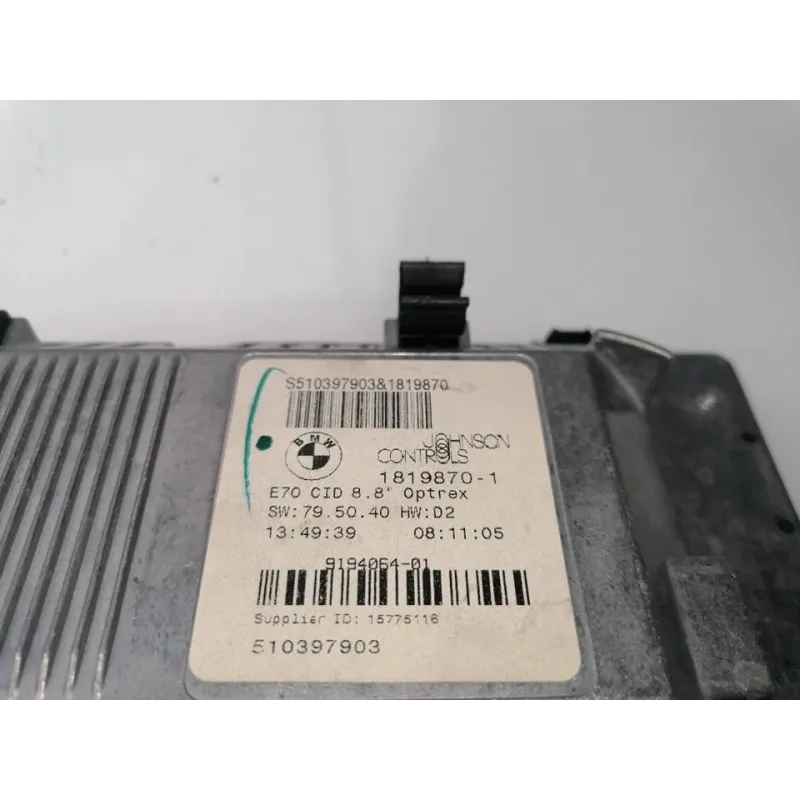 S510397903&1819870
BMW
JOHNSON
CONTROLS
1819870-1
E70 CID 8.8' Optrex
SW:79.50.40 HW:D2
13:49:39 08:11:05
9194054-01
Supplier ID: 15775116
510397903